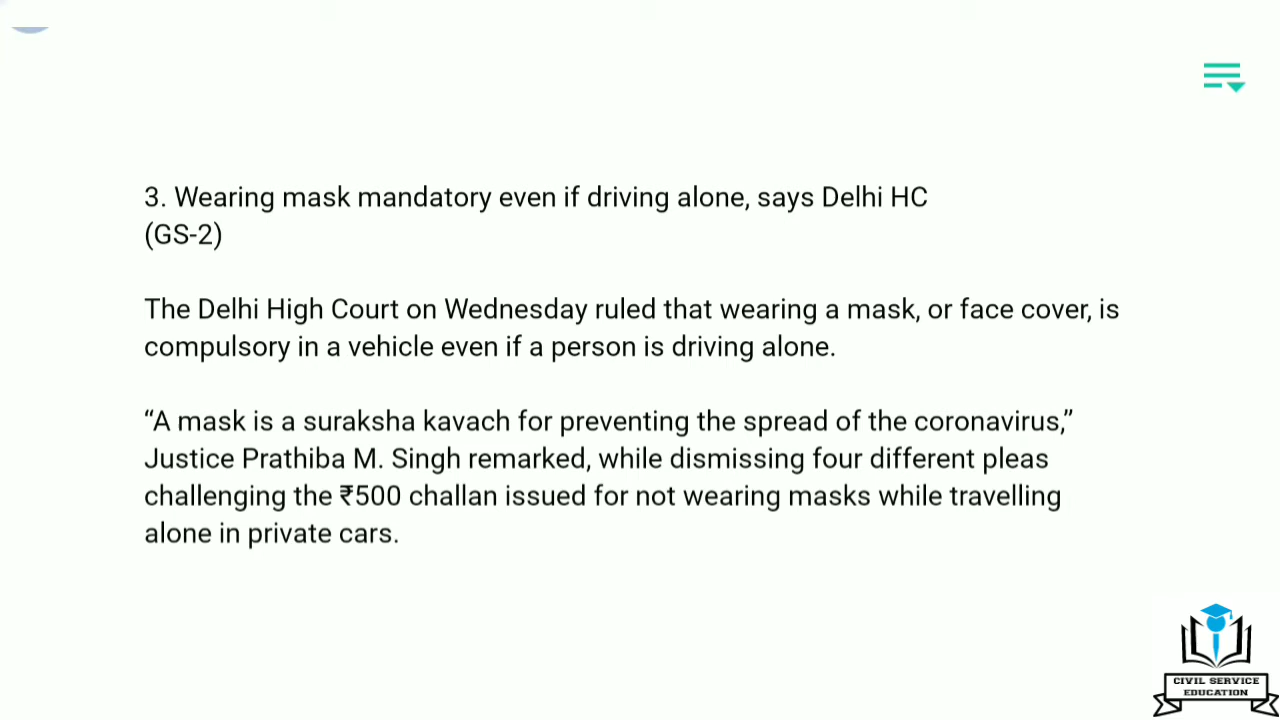 3. Wearing mask mandatory even if driving alone, says Delhi HC
(GS-2)
The Delhi High Court on Wednesday ruled that wearing a mask, or face cover, is
compulsory in a vehicle even if a person is driving alone.
“A mask is a suraksha kavach for preventing the spread of the coronavirus,”
Justice Prathiba M. Singh remarked, while dismissing four different pleas
challenging the ₹500 challan issued for not wearing masks while travelling
alone in private cars.
CIVIL SERVICE
EDUCATION